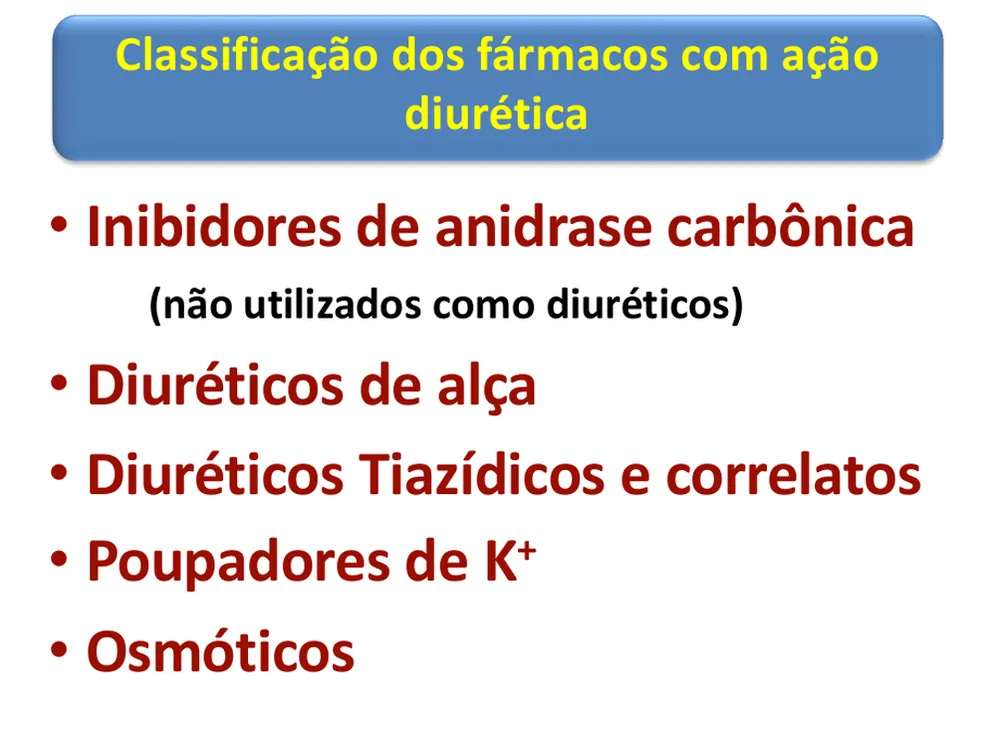 Classificação dos fármacos com ação
diurética
• Inibidores de anidrase carbônica
(não utilizados como diuréticos)
• Diuréticos de alça
• Diuréticos Tiazídicos e correlatos
• Poupadores de K⁺
• Osmóticos